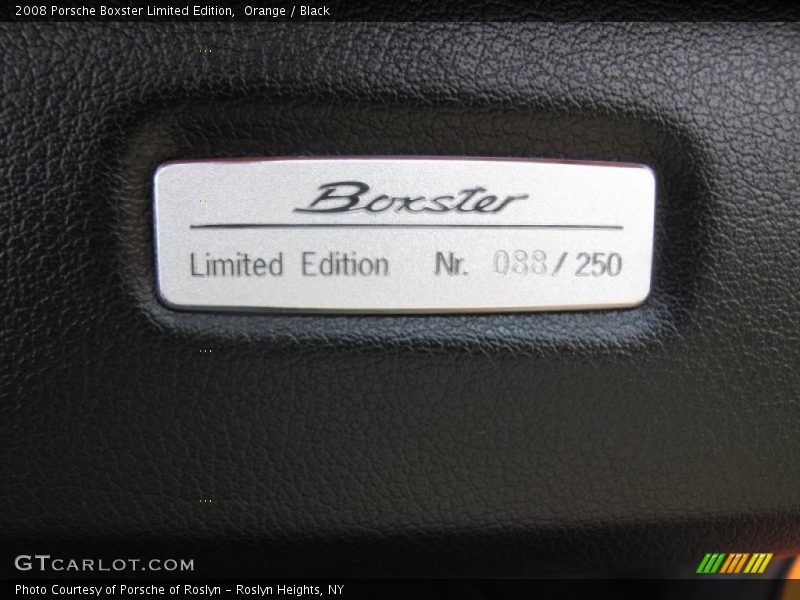 2008 Porsche Boxster Limited Edition,  Orange / Black
Boxster
Limited Edition Nr. 088 / 250
GTCARLOT.COM
Photo Courtesy of Porsche of Roslyn - Roslyn Heights, NY